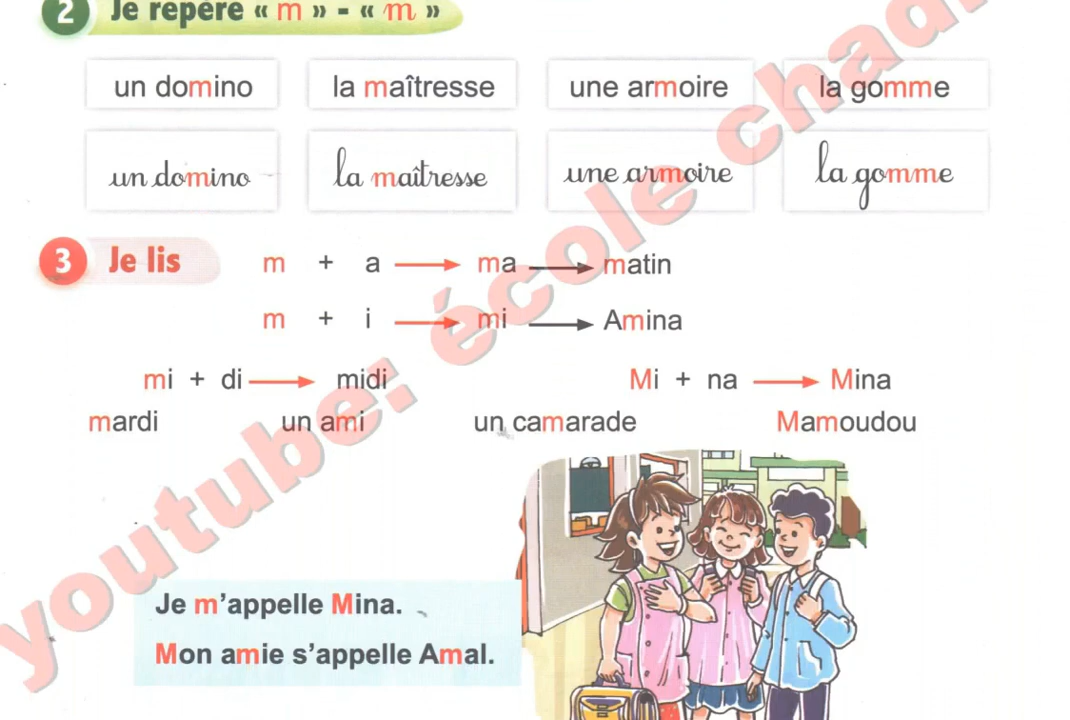 2 Je repère « m » - « m »
un domino la maîtresse une armoire la gomme
un domino la maîtresse une armoire la gomme
3 Je lis m + a → ma → matin
m + i → mi → Amina
mi + di → midi Mi + na → Mina
mardi un ami un camarade Mamoudou
Je m'appelle Mina.
Mon amie s'appelle Amal.
youtube: école